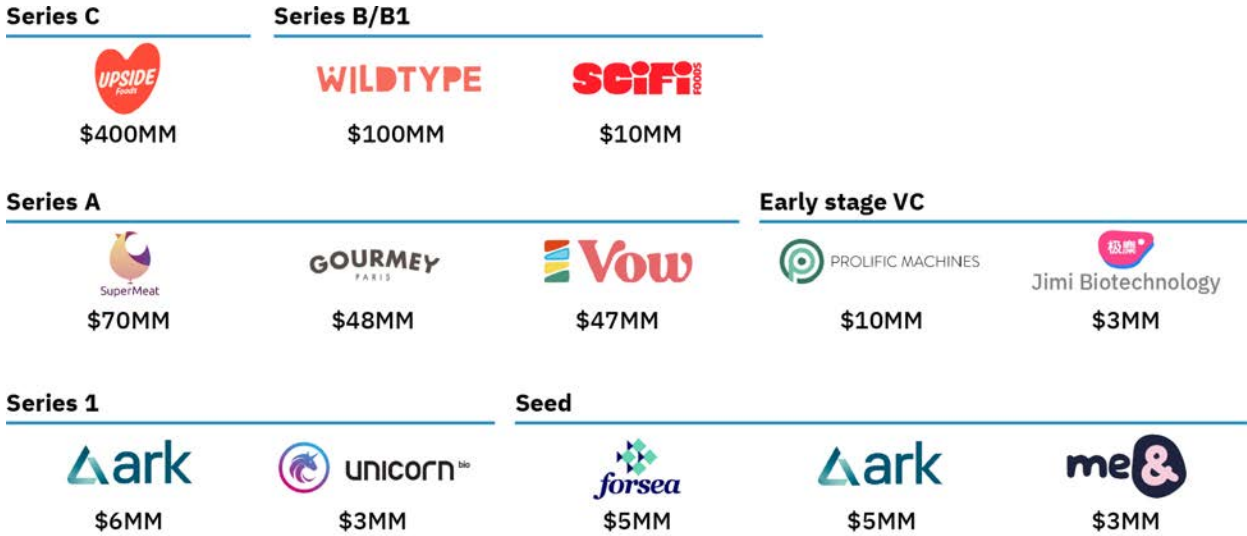 Series C
Series B/B1
UPSIDE
Foods
WILDTYPE
SCiFi
FOODS
$400MM
$100MM
$10MM
Series A
Early stage VC
SuperMeat
GOURMEY
PARIS
Vow
PROLIFIC MACHINES
极麋
Jimi Biotechnology
$70MM
$48MM
$47MM
$10MM
$3MM
Series 1
Seed
ark
unicorn bio
forsea
ark
me&
$6MM
$3MM
$5MM
$5MM
$3MM